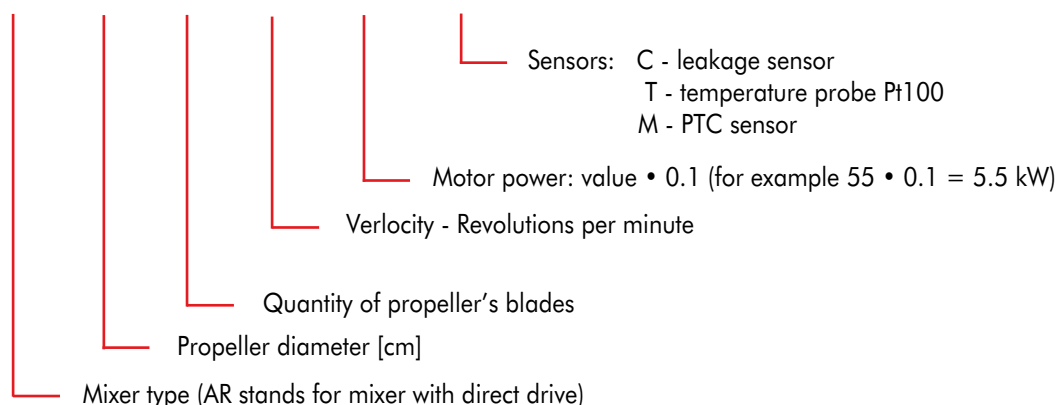 Sensors: C - leakage sensor
T - temperature probe Pt100
M - PTC sensor
Motor power: value • 0.1 (for example 55 • 0.1 = 5.5 kW)
Verlocity - Revolutions per minute
Quantity of propeller's blades
Propeller diameter [cm]
Mixer type (AR stands for mixer with direct drive)